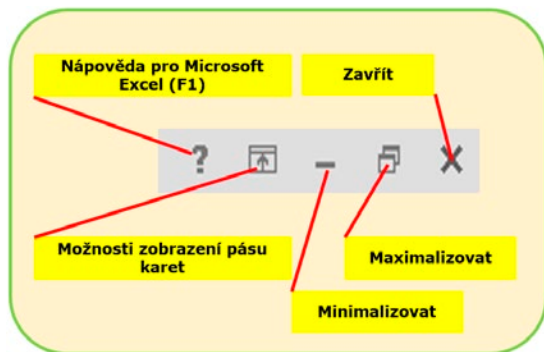 Nápověda pro Microsoft
Excel (F1)
Zavřít
?
Možnosti zobrazení pásu
karet
Maximalizovat
Minimalizovat